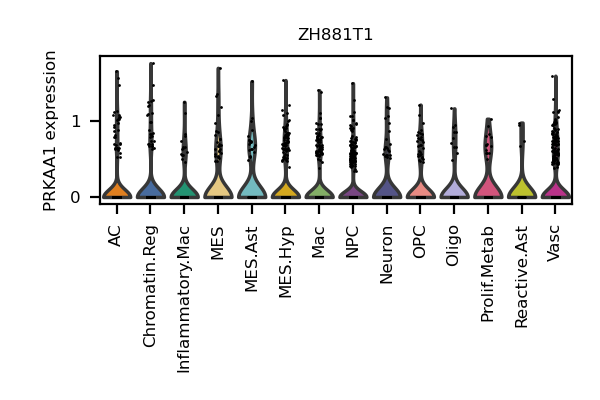 ZH881T1
PRKAA1 expression
1
0
AC
Chromatin.Reg
Inflammatory.Mac
MES
MES.Ast
MES.Hyp
Mac
NPC
Neuron
OPC
Oligo
Prolif.Metab
Reactive.Ast
Vasc